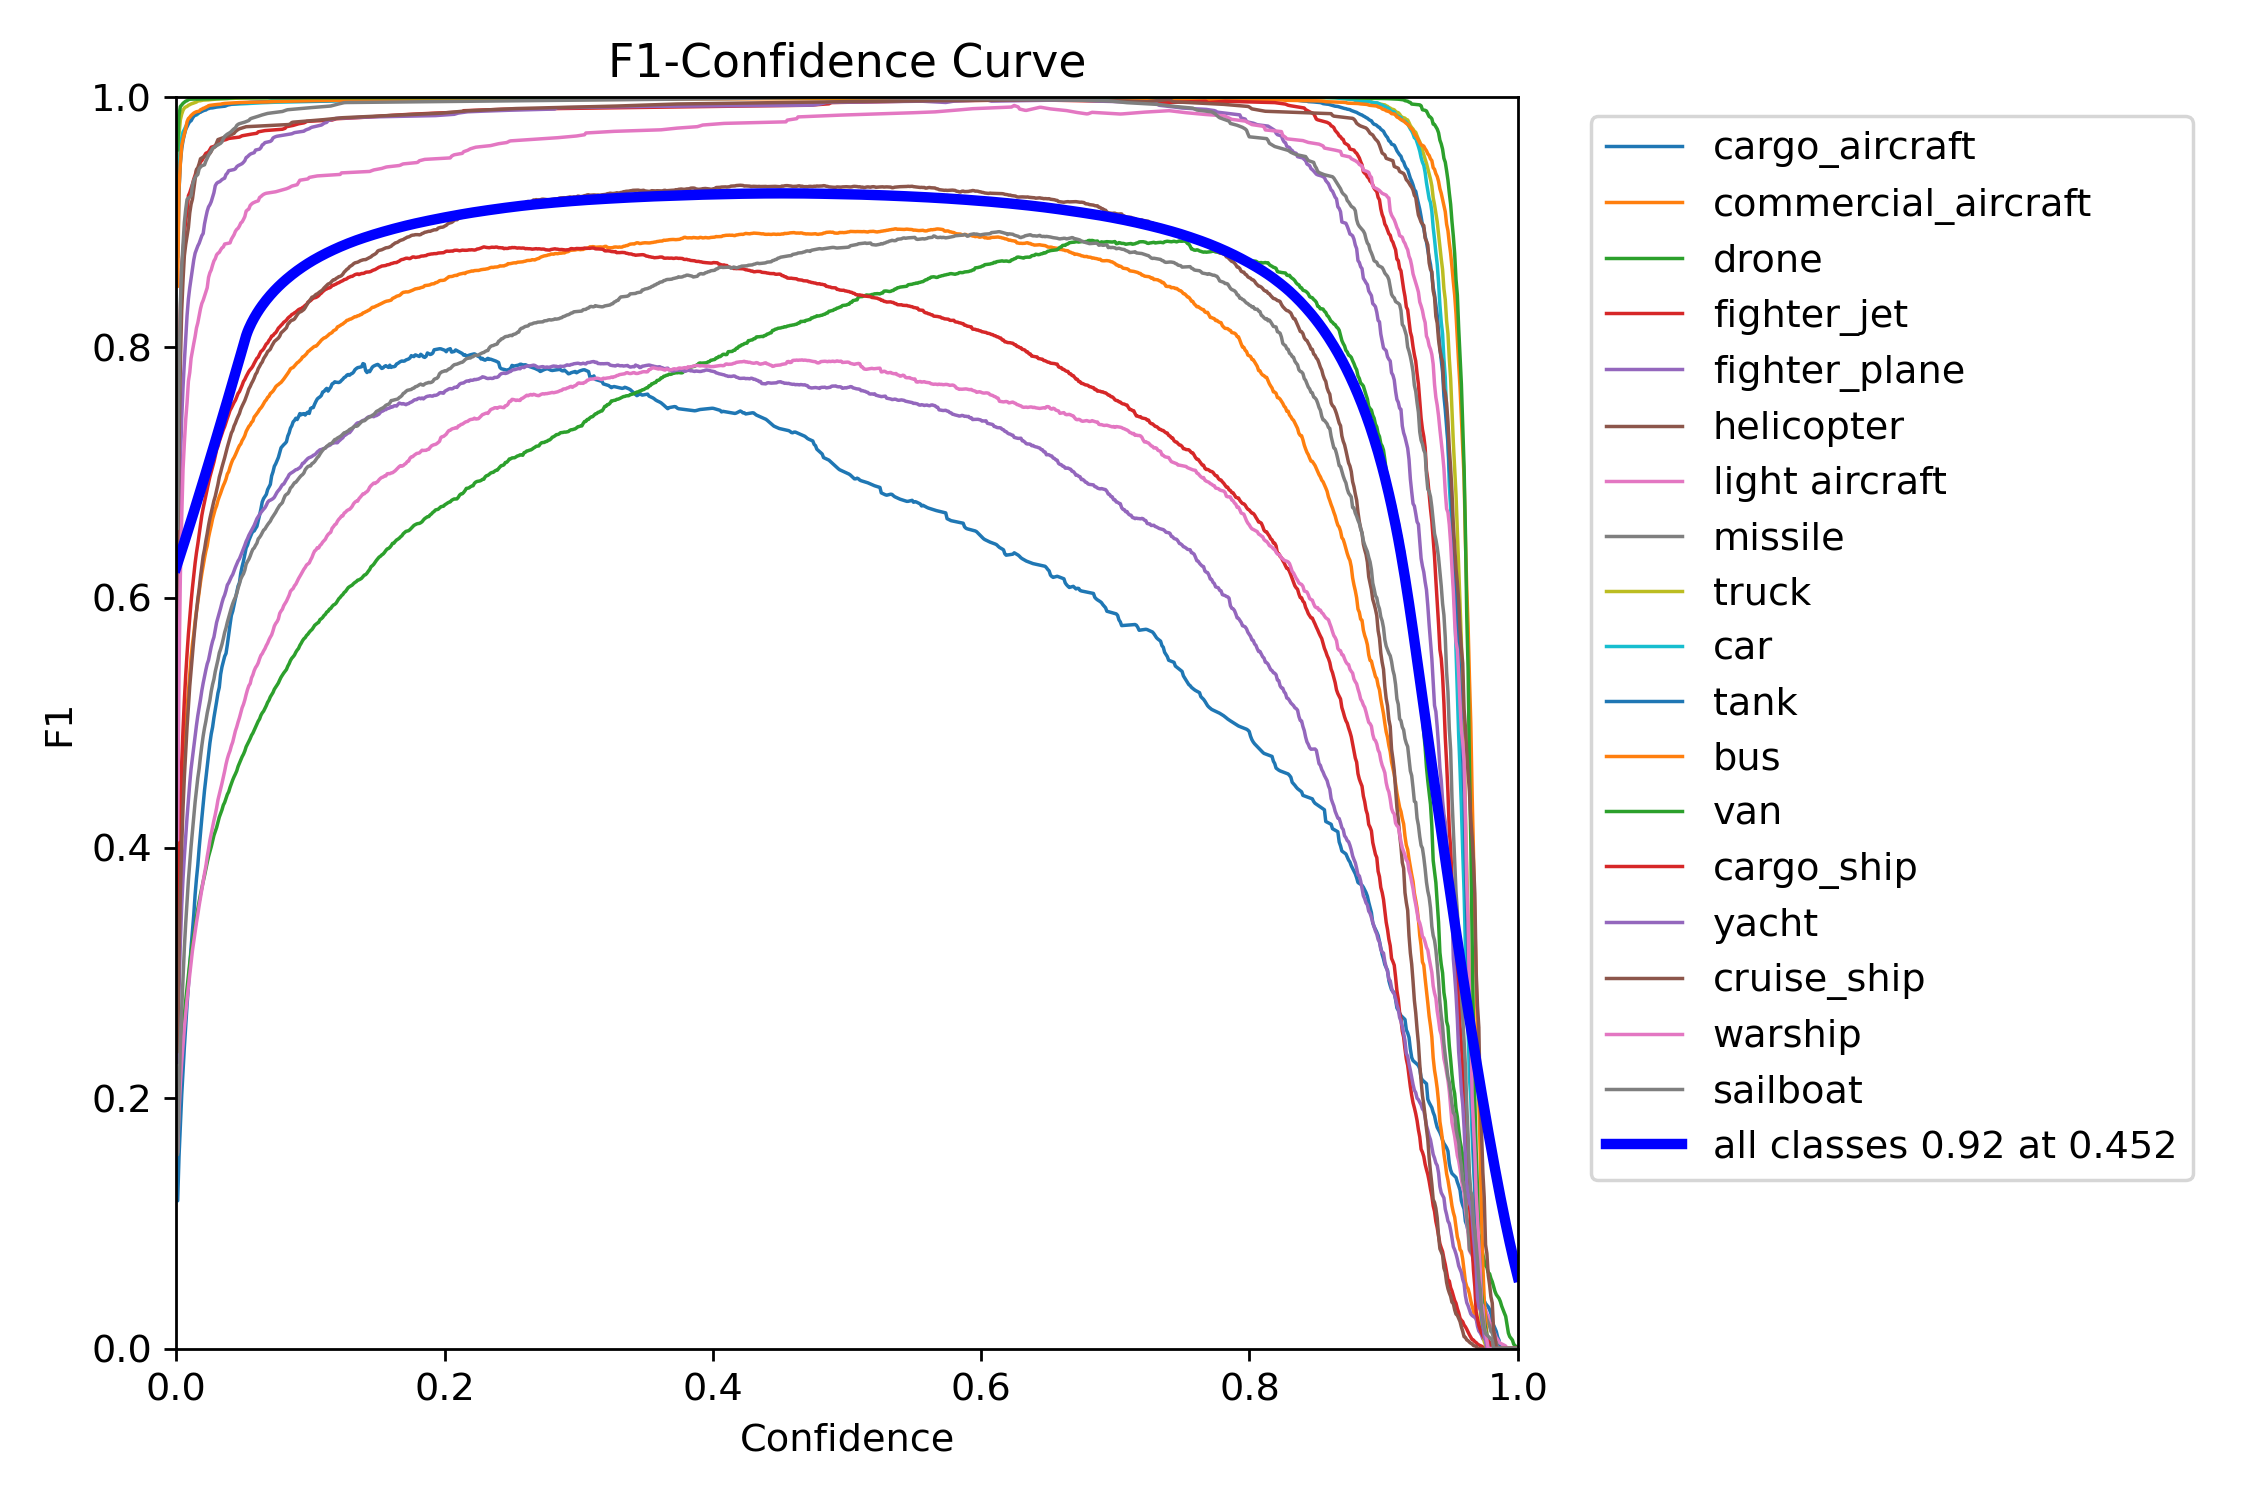 F1-Confidence Curve
1.0
0.8
0.6
0.4
0.2
0.0
F1
0.0 0.2 0.4 0.6 0.8 1.0
Confidence
cargo_aircraft
commercial_aircraft
drone
fighter_jet
fighter_plane
helicopter
light aircraft
missile
truck
car
tank
bus
van
cargo_ship
yacht
cruise_ship
warship
sailboat
all classes 0.92 at 0.452